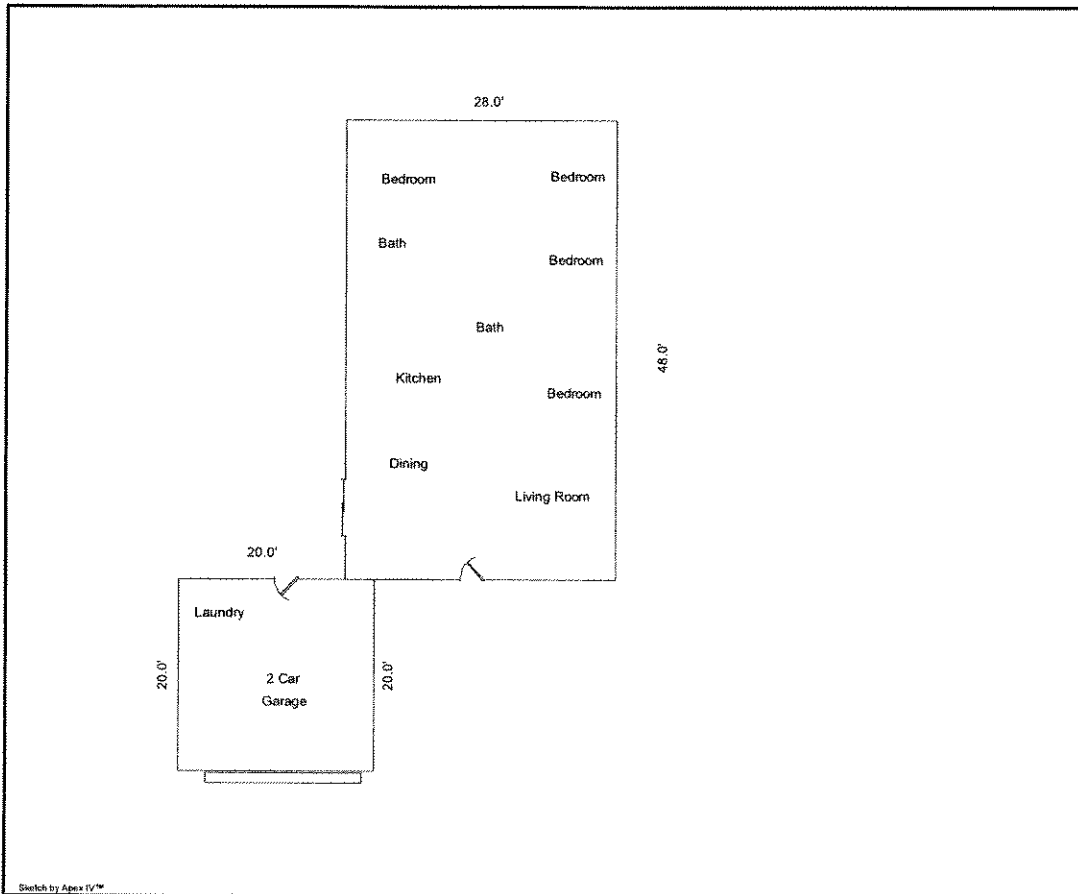 28.0'
Bedroom
Bedroom
Bath
Bedroom
Bath
48.0'
Kitchen
Bedroom
Dining
Living Room
20.0'
Laundry
20.0'
20.0'
2 Car
Garage
Sketch by Apex IV™